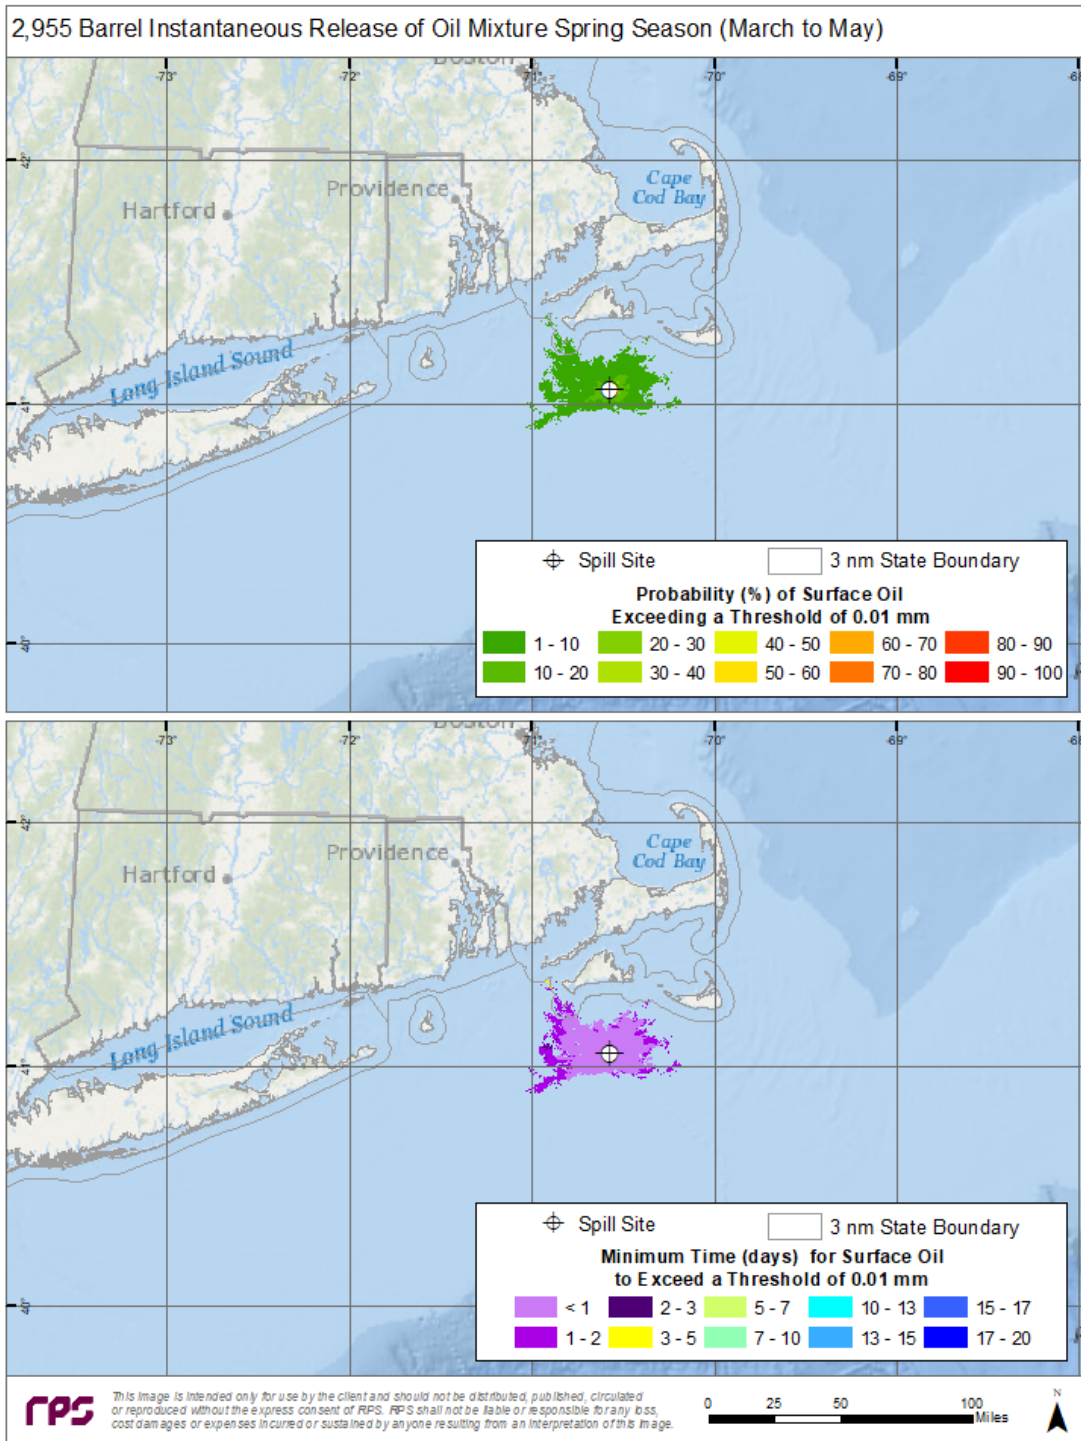 2,955 Barrel Instantaneous Release of Oil Mixture Spring Season (March to May)
Boston
-73° -72° -71° -70° -69°
42°
Cape
Cod Bay
Providence
Hartford
Long Island Sound
41°
Spill Site 3 nm State Boundary
Probability (%) of Surface Oil
Exceeding a Threshold of 0.01 mm
1 - 10 20 - 30 40 - 50 60 - 70 80 - 90
10 - 20 30 - 40 50 - 60 70 - 80 90 - 100
40°
Boston
-73° -72° -71° -70° -69°
42°
Cape
Cod Bay
Providence
Hartford
Long Island Sound
41°
Spill Site 3 nm State Boundary
Minimum Time (days) for Surface Oil
to Exceed a Threshold of 0.01 mm
< 1 2 - 3 5 - 7 10 - 13 15 - 17
1 - 2 3 - 5 7 - 10 13 - 15 17 - 20
40°
rps
This image is intended only for use by the client and should not be distributed, published, circulated
or reproduced without the express consent of RPS. RPS shall not be liable or responsible for any loss,
cost damages or expenses incurred or sustained by anyone resulting from an interpretation of this image.
0 25 50 100
Miles
N